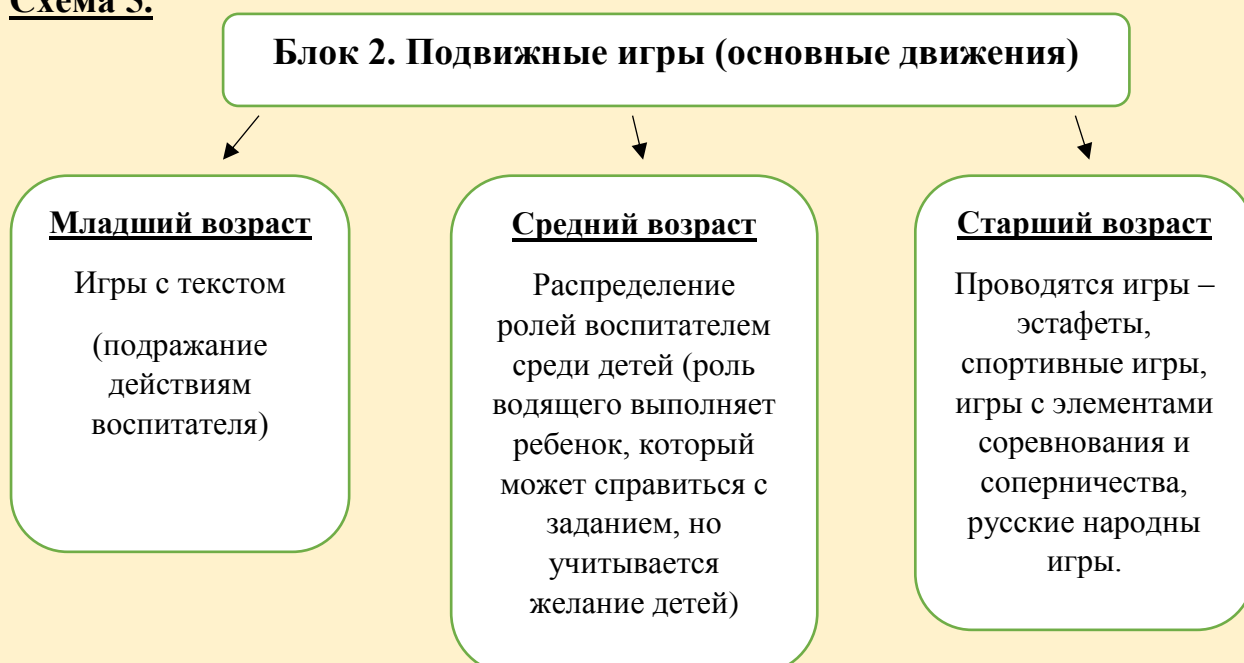 Схема 3.
Блок 2. Подвижные игры (основные движения)
Младший возраст
Игры с текстом
(подражание
действиям
воспитателя)
Средний возраст
Распределение
ролей воспитателем
среди детей (роль
водящего выполняет
ребенок, который
может справиться с
заданием, но
учитывается
желание детей)
Старший возраст
Проводятся игры –
эстафеты,
спортивные игры,
игры с элементами
соревнования и
соперничества,
русские народны
игры.